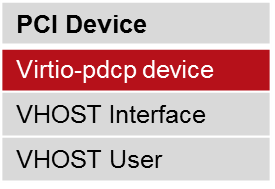 PCI Device
Virtio-pdcp device
VHOST Interface
VHOST User